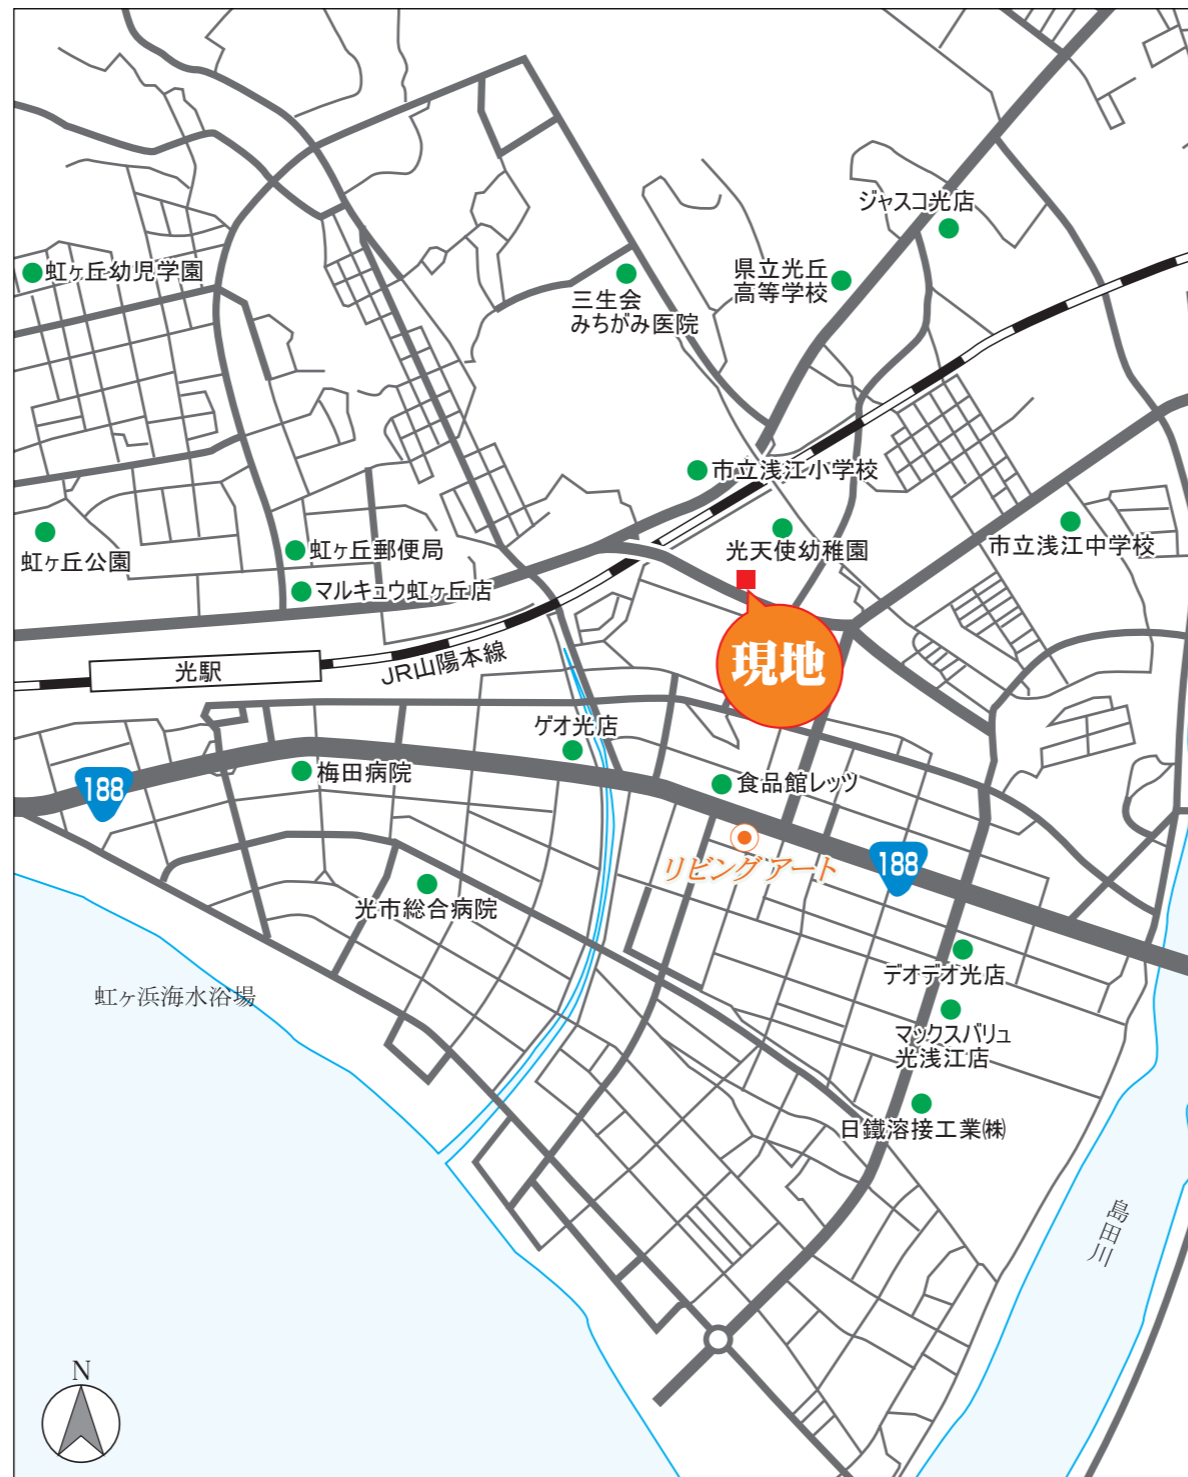 ジャスコ光店
県立光丘
高等学校
虹ヶ丘幼児学園
三生会
みちがみ医院
市立浅江小学校
虹ヶ丘公園
虹ヶ丘郵便局
光天使幼稚園
市立浅江中学校
マルキュウ虹ヶ丘店
現地
光駅
JR山陽本線
ゲオ光店
188
梅田病院
食品館レッツ
リビングアート
188
光市総合病院
デオデオ光店
虹ヶ浜海水浴場
マックスバリュ
光浅江店
日鐵溶接工業㈱
島田川
N